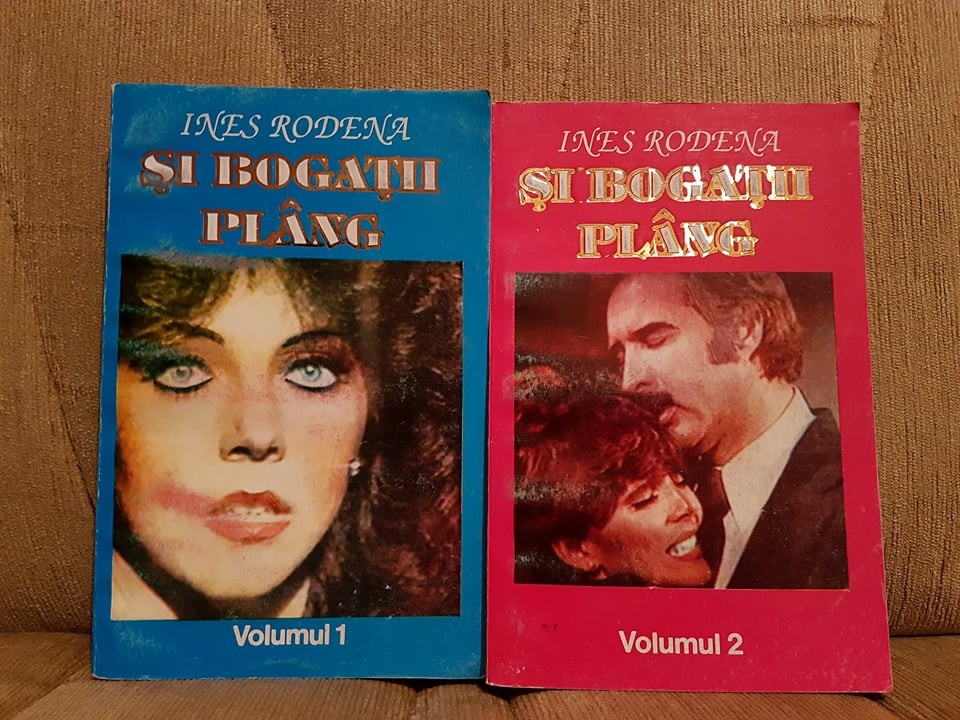 INES RODENA
ŞI BOGAŢII
PLÂNG
Volumul 1
INES RODENA
ŞI BOGAŢII
PLÂNG
Volumul 2